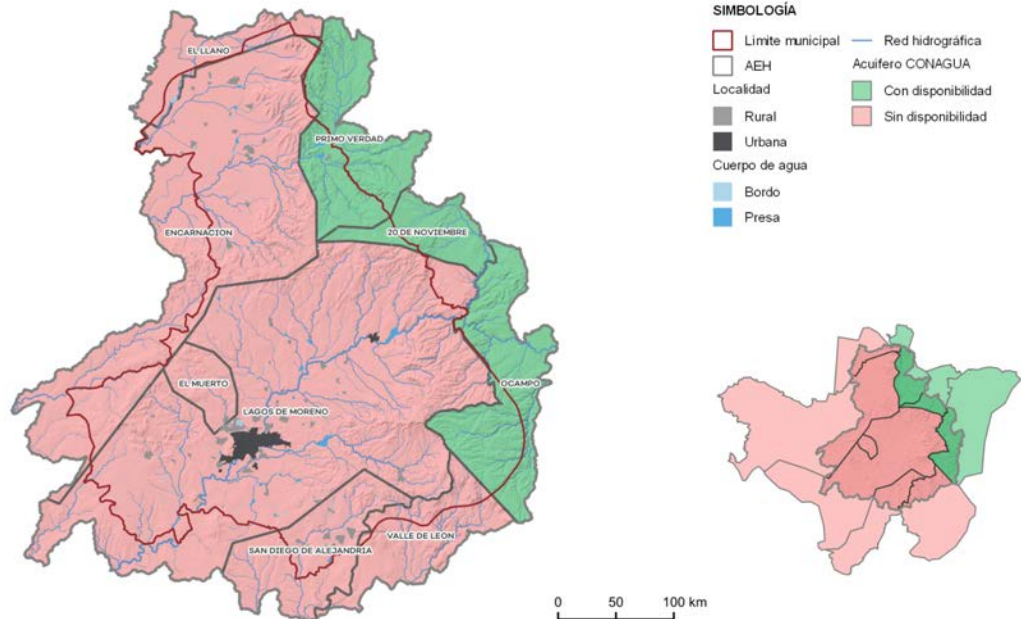 SIMBOLOGÍA
Limite municipal
Red hidrográfica
AEH
Acuifero CONAGUA
Localidad
Con disponibilidad
Rural
Sin disponibilidad
Urbana
Cuerpo de agua
Bordo
Presa
EL LLANO
PRIMO VERDAD
ENCARNACION
20 DE NOVIEMBRE
EL MUERTO
OCAMPO
LAGOS DE MORENO
VALLE DE LEON
SAN DIEGO DE ALEJANDRIA
0 50 100 km